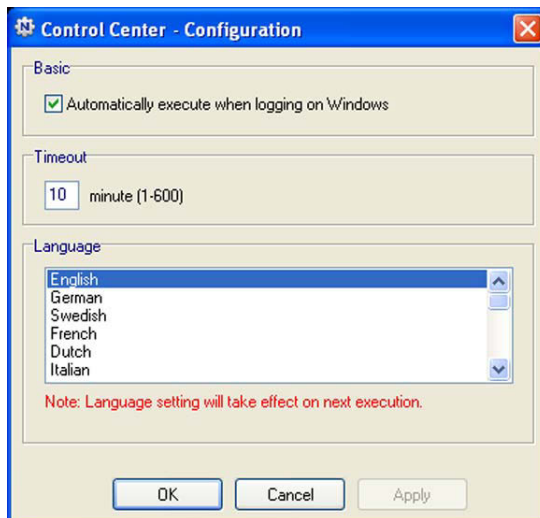 Control Center - Configuration
Basic
Automatically execute when logging on Windows
Timeout
10 minute (1-600)
Language
English
German
Swedish
French
Dutch
Italian
Note: Language setting will take effect on next execution.
OK Cancel Apply